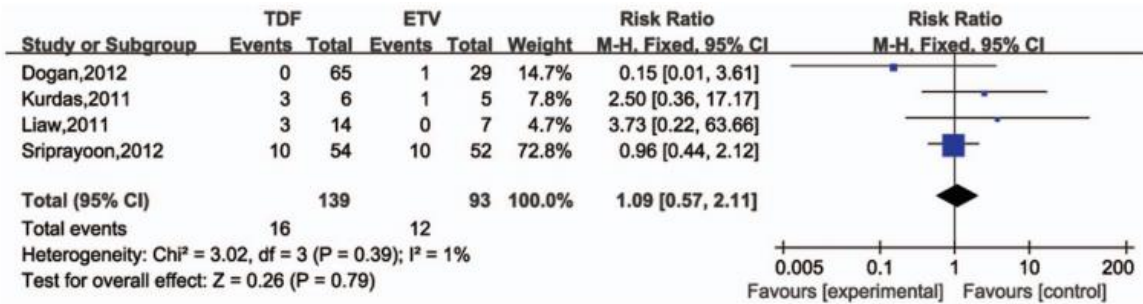 TDF ETV Risk Ratio Risk Ratio
Study or Subgroup Events Total Events Total Weight M-H, Fixed, 95% CI M-H, Fixed, 95% CI
Dogan,2012 0 65 1 29 14.7% 0.15 [0.01, 3.61]
Kurdas,2011 3 6 1 5 7.8% 2.50 [0.36, 17.17]
Liaw,2011 3 14 0 7 4.7% 3.73 [0.22, 63.66]
Sriprayoon,2012 10 54 10 52 72.8% 0.96 [0.44, 2.12]
Total (95% CI) 139 93 100.0% 1.09 [0.57, 2.11]
Total events 16 12
Heterogeneity: Chi² = 3.02, df = 3 (P = 0.39); I² = 1%
Test for overall effect: Z = 0.26 (P = 0.79)
0.005 0.1 1 10 200
Favours [experimental] Favours [control]